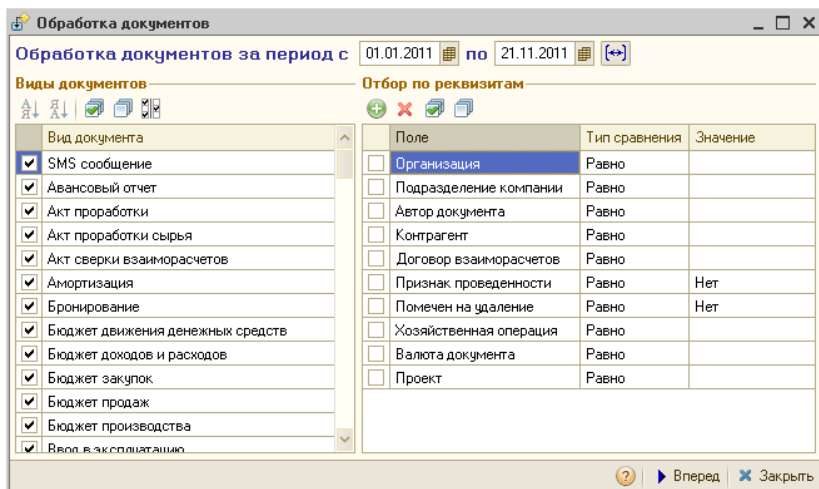 Обработка документов
Обработка документов за период с 01.01.2011 по 21.11.2011
Виды документов
Отбор по реквизитам
Вид документа
Поле Тип сравнения Значение
SMS сообщение
Организация Равно
Авансовый отчет
Подразделение компании Равно
Акт проработки
Автор документа Равно
Акт проработки сырья
Контрагент Равно
Акт сверки взаиморасчетов
Договор взаиморасчетов Равно
Амортизация
Признак проведенности Равно Нет
Бронирование
Помечен на удаление Равно Нет
Бюджет движения денежных средств
Хозяйственная операция Равно
Бюджет доходов и расходов
Валюта документа Равно
Бюджет закупок
Проект Равно
Бюджет продаж
Бюджет производства
Ввод в эксплуатацию
Вперед Закрыть